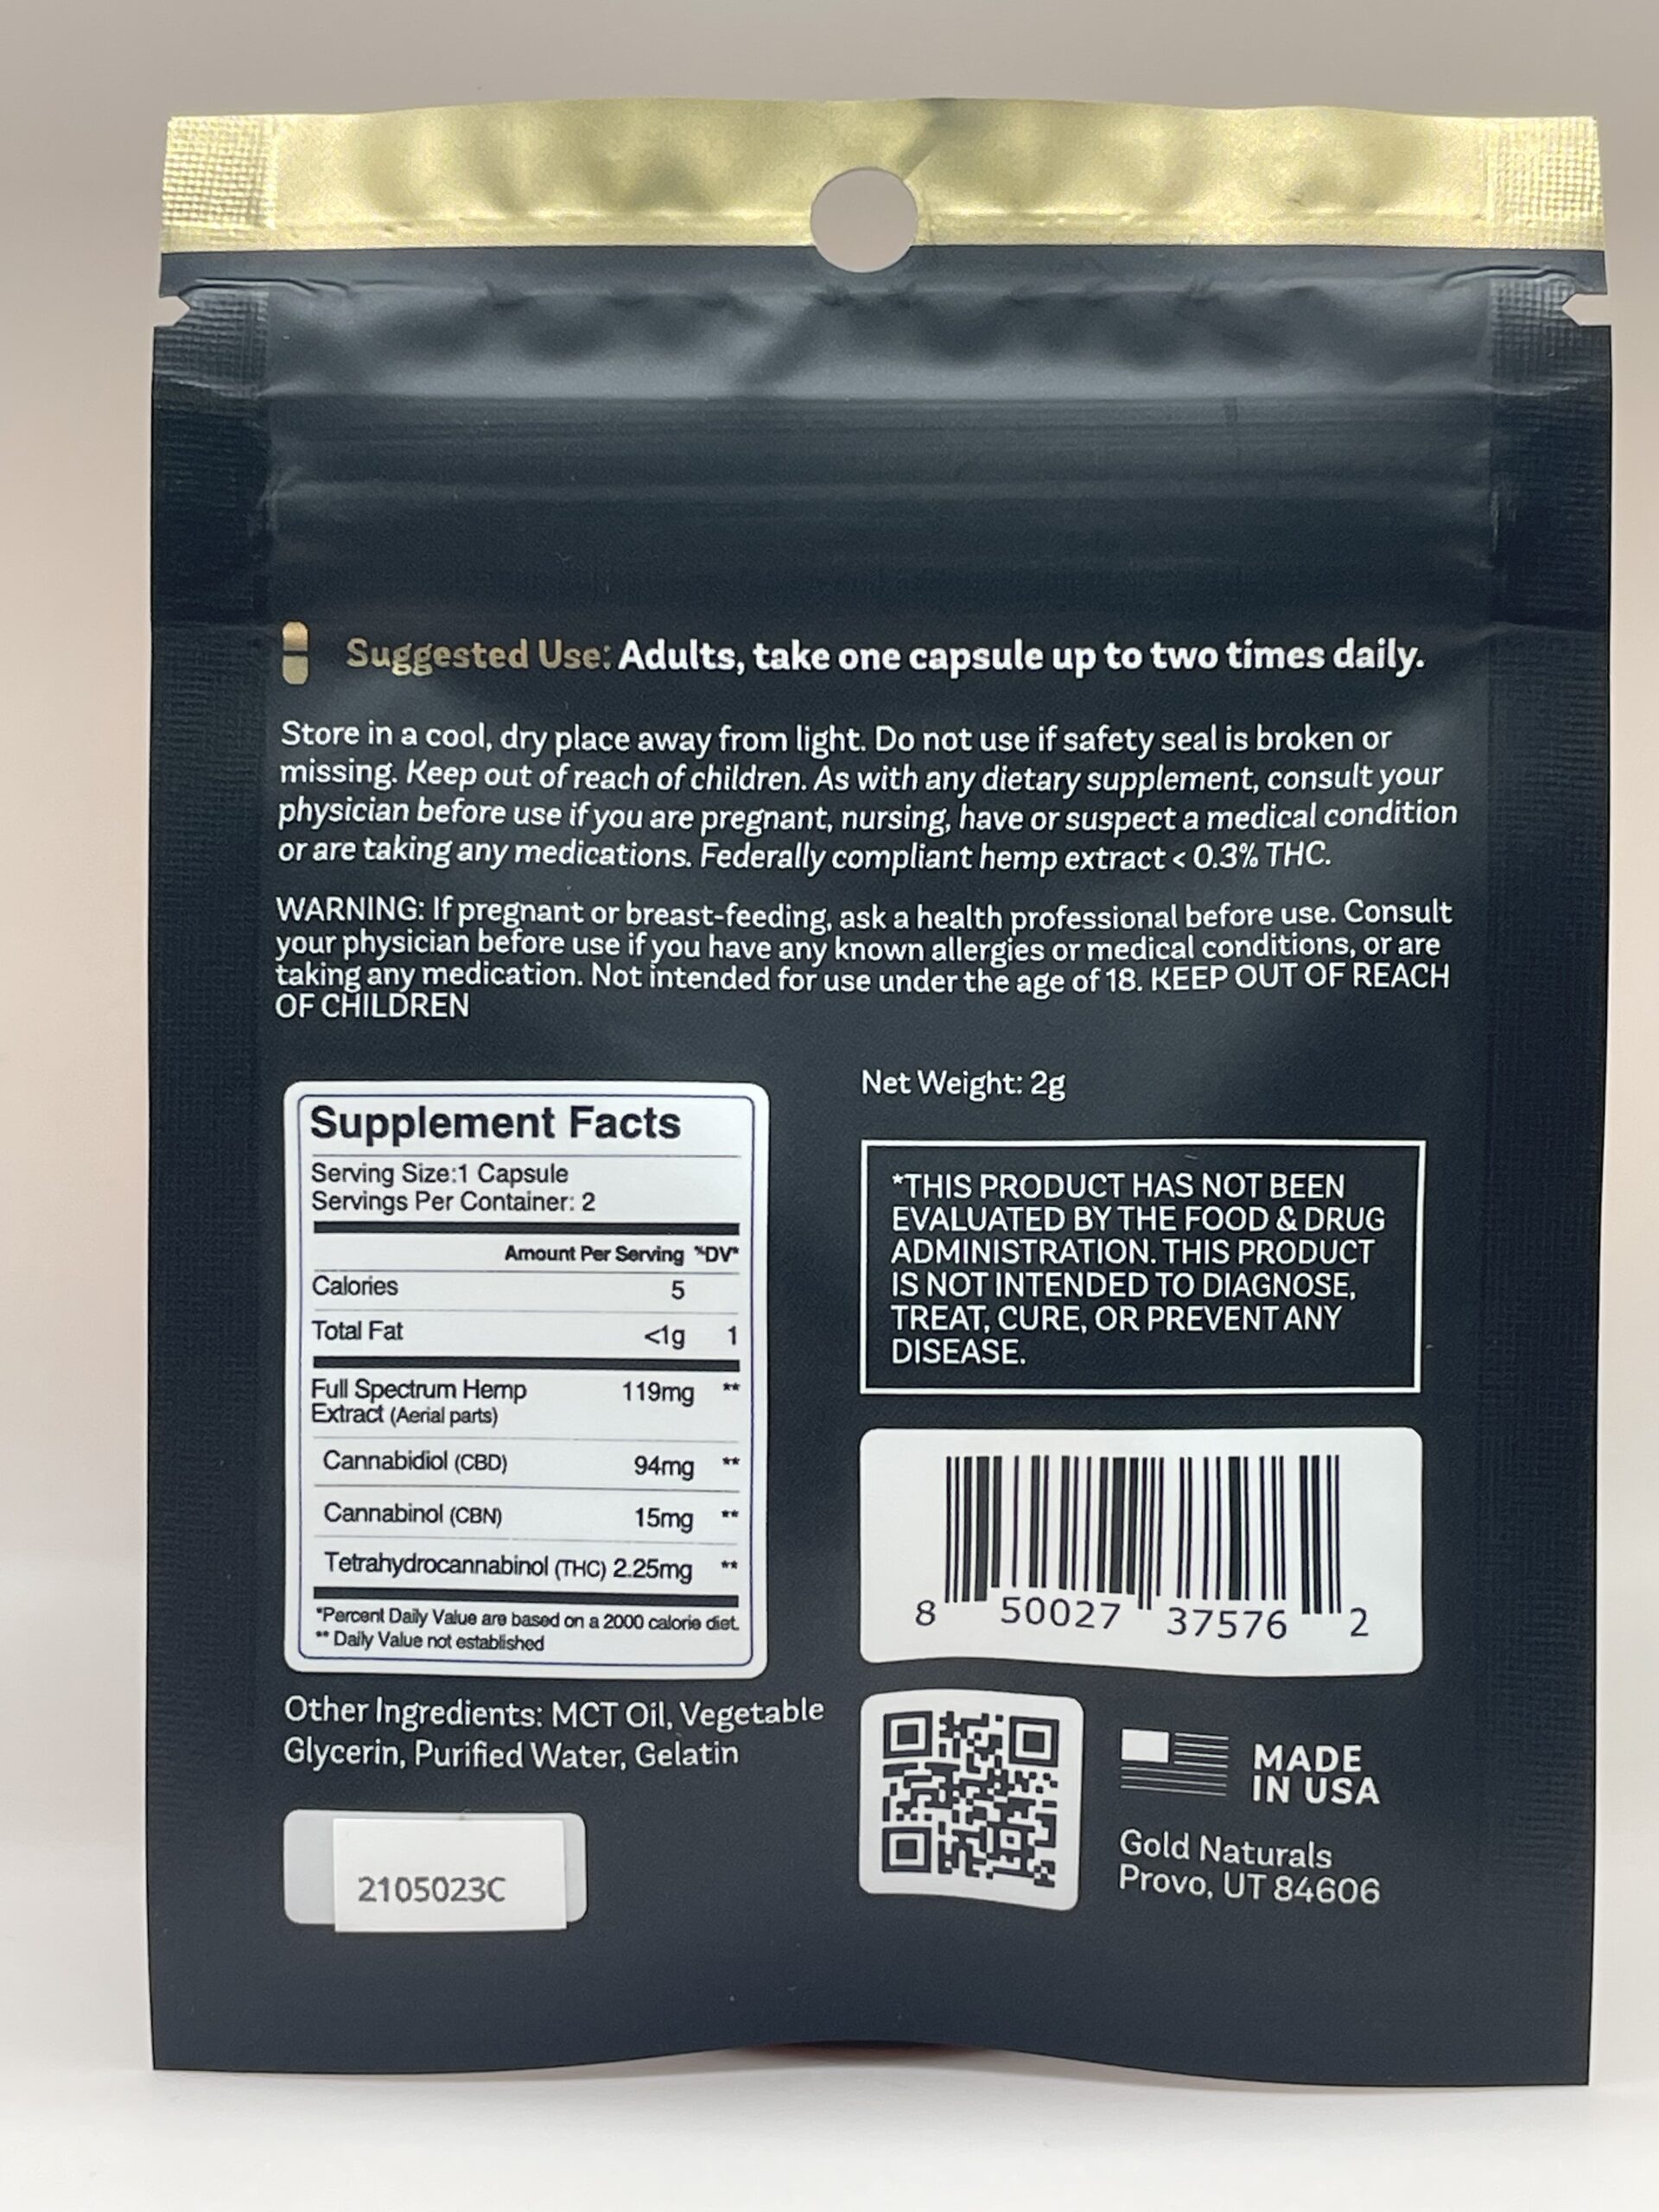 Suggested Use: Adults, take one capsule up to two times daily.
Store in a cool, dry place away from light. Do not use if safety seal is broken or
missing. Keep out of reach of children. As with any dietary supplement, consult your
physician before use if you are pregnant, nursing, have or suspect a medical condition
or are taking any medications. Federally compliant hemp extract < 0.3% THC.
WARNING: If pregnant or breast-feeding, ask a health professional before use. Consult
your physician before use if you have any known allergies or medical conditions, or are
taking any medication. Not intended for use under the age of 18. KEEP OUT OF REACH
OF CHILDREN
Supplement Facts
Serving Size:1 Capsule
Servings Per Container: 2
Amount Per Serving %DV*
Calories 5
Total Fat <1g 1
Full Spectrum Hemp 119mg **
Extract (Aerial parts)
Cannabidiol (CBD) 94mg **
Cannabinol (CBN) 15mg **
Tetrahydrocannabinol (THC) 2.25mg **
*Percent Daily Value are based on a 2000 calorie diet.
** Daily Value not established
Other Ingredients: MCT Oil, Vegetable
Glycerin, Purified Water, Gelatin
2105023C
Net Weight: 2g
*THIS PRODUCT HAS NOT BEEN
EVALUATED BY THE FOOD & DRUG
ADMINISTRATION. THIS PRODUCT
IS NOT INTENDED TO DIAGNOSE,
TREAT, CURE, OR PREVENT ANY
DISEASE.
8 50027 37576 2
MADE
IN USA
Gold Naturals
Provo, UT 84606